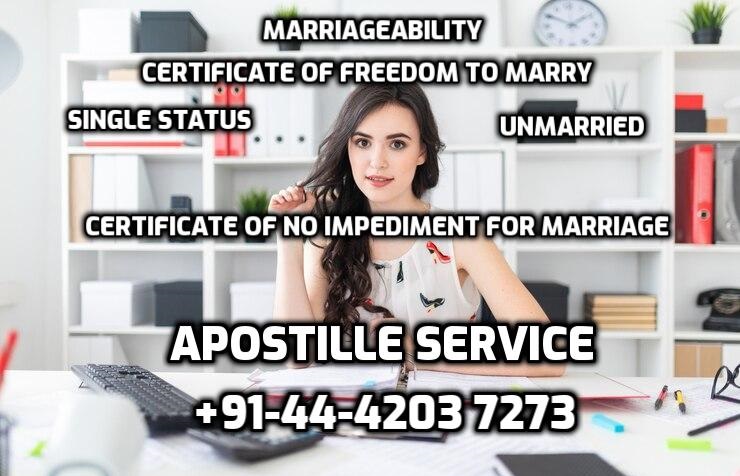 MARRIAGEABILITY
CERTIFICATE OF FREEDOM TO MARRY
SINGLE STATUS
UNMARRIED
CERTIFICATE OF NO IMPEDIMENT FOR MARRIAGE
APOSTILLE SERVICE
+91-44-4203 7273